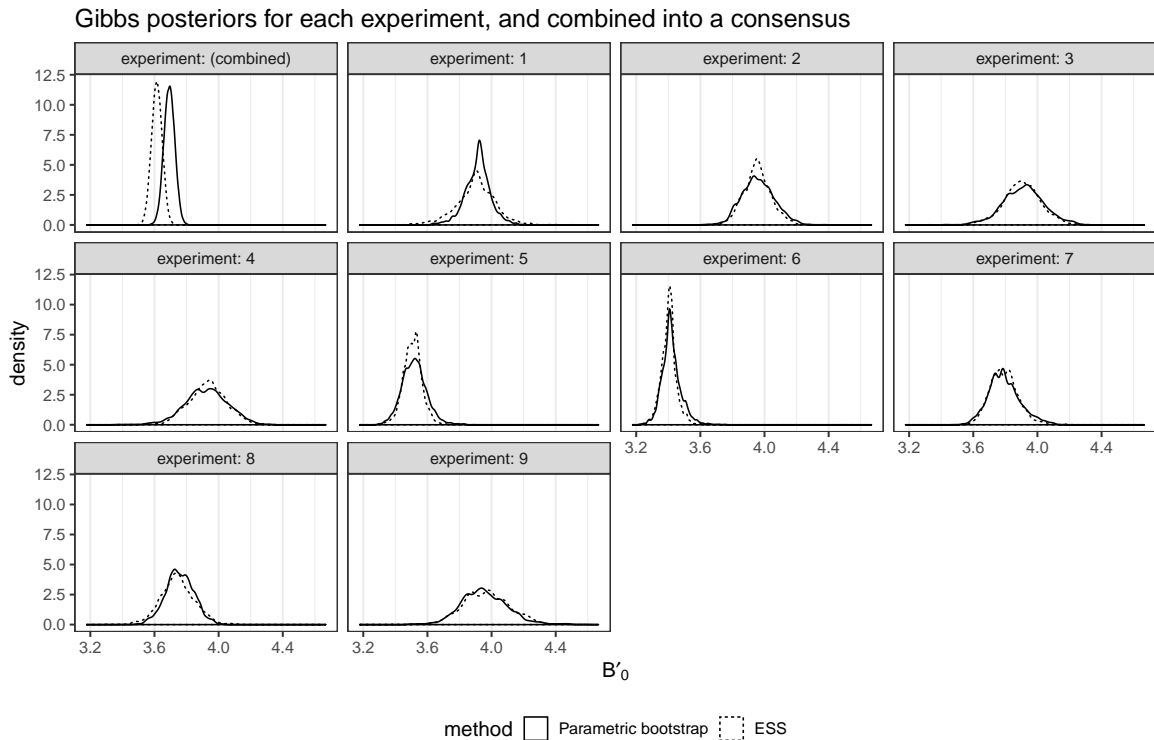 Gibbs posteriors for each experiment, and combined into a consensus
experiment: (combined)
experiment: 1
experiment: 2
experiment: 3
12.5
10.0
7.5
5.0
2.5
0.0
experiment: 4
experiment: 5
experiment: 6
experiment: 7
12.5
10.0
7.5
5.0
2.5
0.0
3.2 3.6 4.0 4.4
3.2 3.6 4.0 4.4
experiment: 8
experiment: 9
12.5
10.0
7.5
5.0
2.5
0.0
3.2 3.6 4.0 4.4
3.2 3.6 4.0 4.4
density
B′0
method Parametric bootstrap ESS